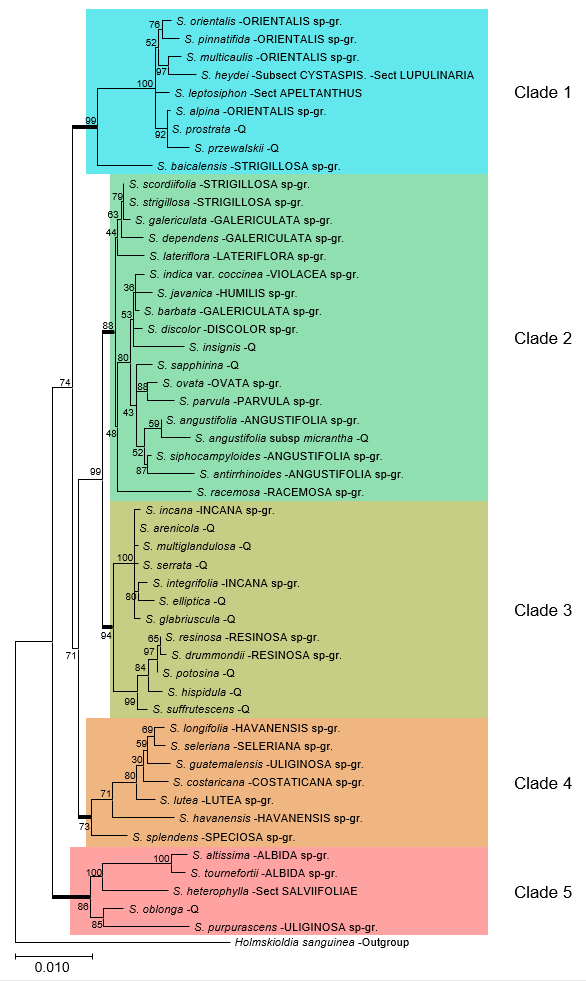 76
S. orientalis -ORIENTALIS sp-gr.
52
S. pinnatifida -ORIENTALIS sp-gr.
S. multicaulis -ORIENTALIS sp-gr.
97
S. heydei -Subsect CYSTASPIS. -Sect LUPULINARIA
100
S. leptosiphon -Sect APELTANTHUS
Clade 1
S. alpina -ORIENTALIS sp-gr.
99
S. prostrata -Q
92
S. przewalskii -Q
S. baicalensis -STRIGILLOSA sp-gr.
S. scordiifolia -STRIGILLOSA sp-gr.
79
S. strigillosa -STRIGILLOSA sp-gr.
63
S. galericulata -GALERICULATA sp-gr.
44
S. dependens -GALERICULATA sp-gr.
S. lateriflora -LATERIFLORA sp-gr.
S. indica var. coccinea -VIOLACEA sp-gr.
36
S. javanica -HUMILIS sp-gr.
53
S. barbata -GALERICULATA sp-gr.
88
S. discolor -DISCOLOR sp-gr.
Clade 2
S. insignis -Q
80
S. sapphirina -Q
74
88
S. ovata -OVATA sp-gr.
S. parvula -PARVULA sp-gr.
43
S. angustifolia -ANGUSTIFOLIA sp-gr.
59
48
S. angustifolia subsp micrantha -Q
52
S. siphocampyloides -ANGUSTIFOLIA sp-gr.
87
99
S. antirrhinoides -ANGUSTIFOLIA sp-gr.
S. racemosa -RACEMOSA sp-gr.
S. incana -INCANA sp-gr.
S. arenicola -Q
S. multiglandulosa -Q
100
S. serrata -Q
S. integrifolia -INCANA sp-gr.
80
S. elliptica -Q
Clade 3
S. glabriuscula -Q
94
65
S. resinosa -RESINOSA sp-gr.
97
S. drummondii -RESINOSA sp-gr.
71
84
S. potosina -Q
S. hispidula -Q
99
S. suffrutescens -Q
69
S. longifolia -HAVANENSIS sp-gr.
59
S. seleriana -SELERIANA sp-gr.
30
S. guatemalensis -ULIGINOSA sp-gr.
80
S. costaricana -COSTATICANA sp-gr.
Clade 4
71
S. lutea -LUTEA sp-gr.
S. havanensis -HAVANENSIS sp-gr.
73
S. splendens -SPECIOSA sp-gr.
S. altissima -ALBIDA sp-gr.
100
S. tournefortii -ALBIDA sp-gr.
100
S. heterophylla -Sect SALVIIFOLIAE
Clade 5
86
S. oblonga -Q
85
S. purpurascens -ULIGINOSA sp-gr.
Holmskioldia sanguinea -Outgroup
0.010